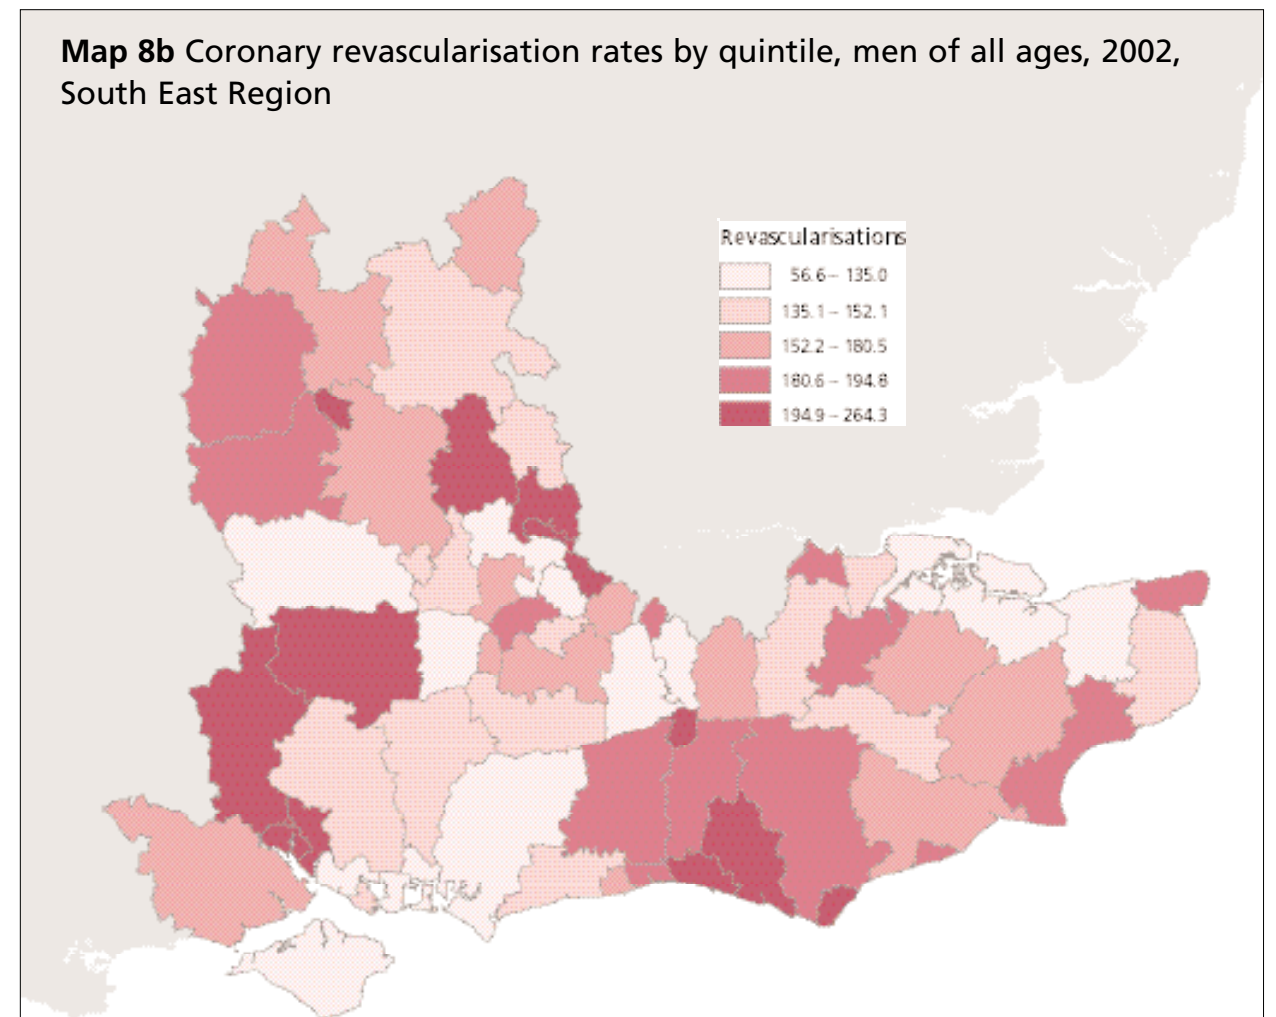 Map 8b Coronary revascularisation rates by quintile, men of all ages, 2002,
South East Region
Revascularisations
56.6 – 135.0
135.1 – 152.1
152.2 – 180.5
180.6 – 194.8
194.9 – 264.3